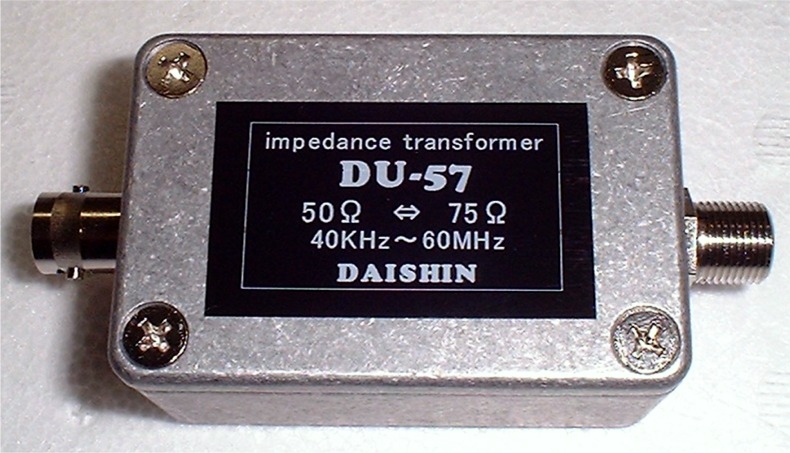 impedance transformer
DU-57
50Ω ⇔ 75Ω
40KHz～60MHz
DAISHIN